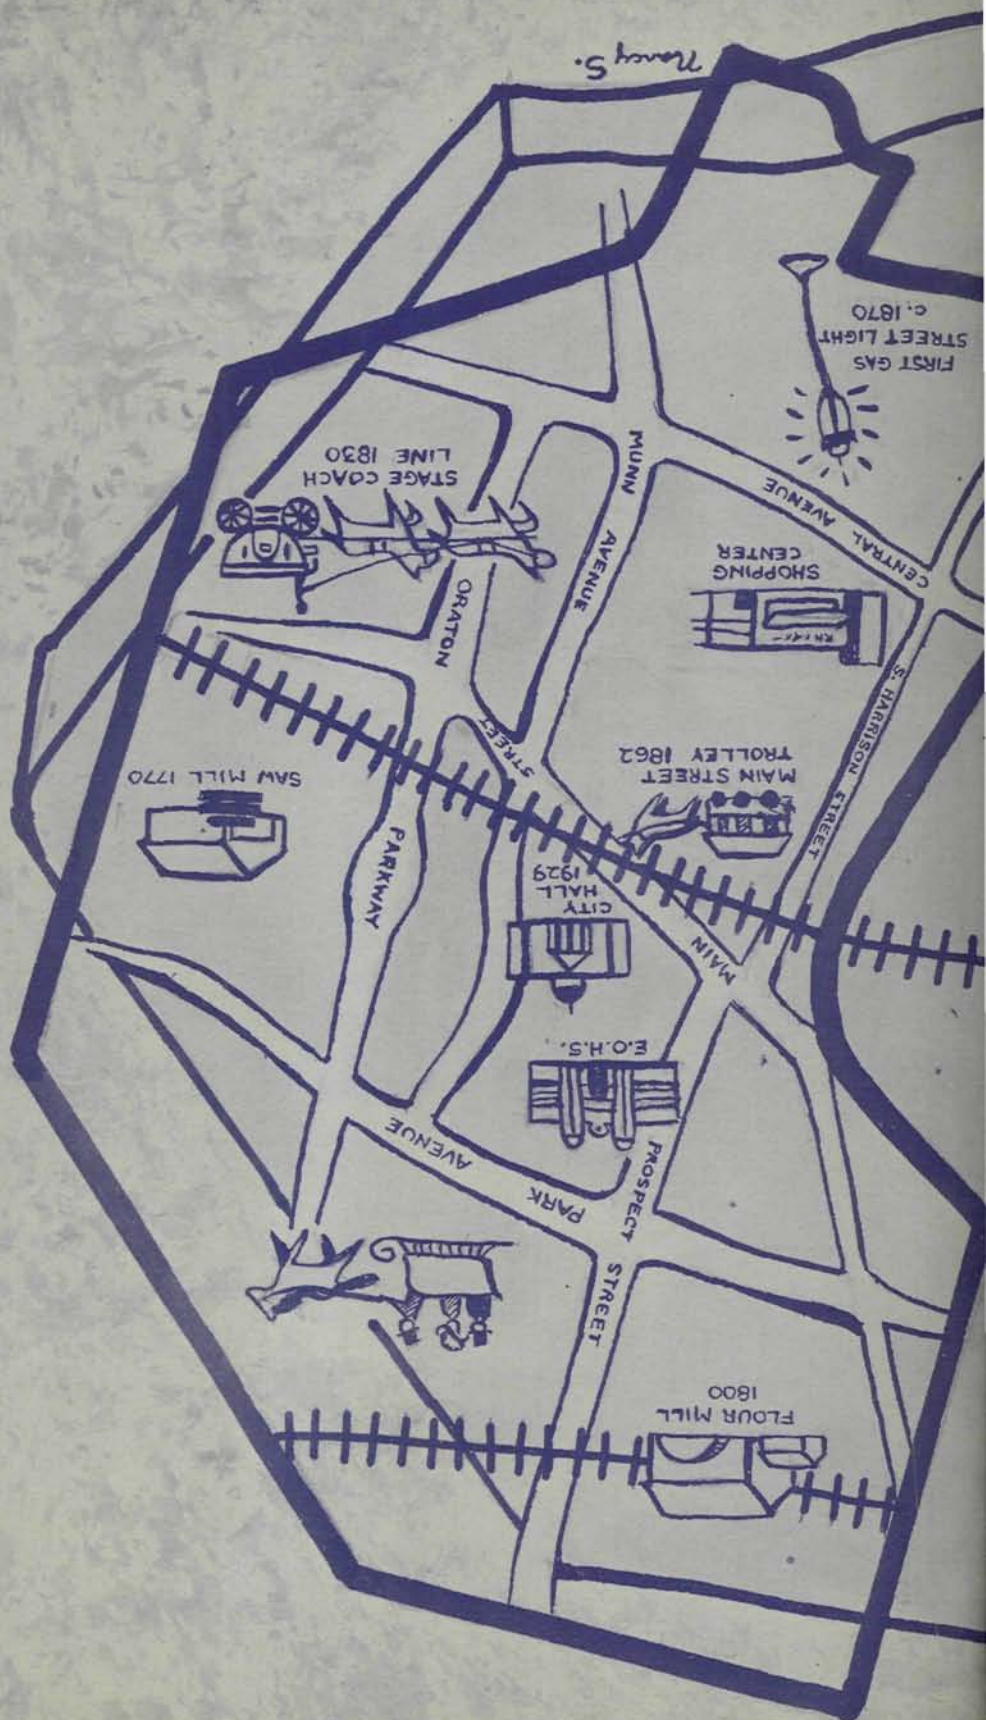 FLOUR MILL
1800
STREET
PROSPECT
PARK
AVENUE
E.O.H.S.
MAIN
STREET
CITY
HALL
1929
PARKWAY
SAW MILL 1770
MAIN STREET
TROLLEY 1862
S. HARRISON STREET
ORATON
SHOPPING
CENTER
MUNN
AVENUE
STAGE COACH
LINE 1830
CENTRAL AVENUE
FIRST GAS
STREET LIGHT
c. 1870
Nancy S.